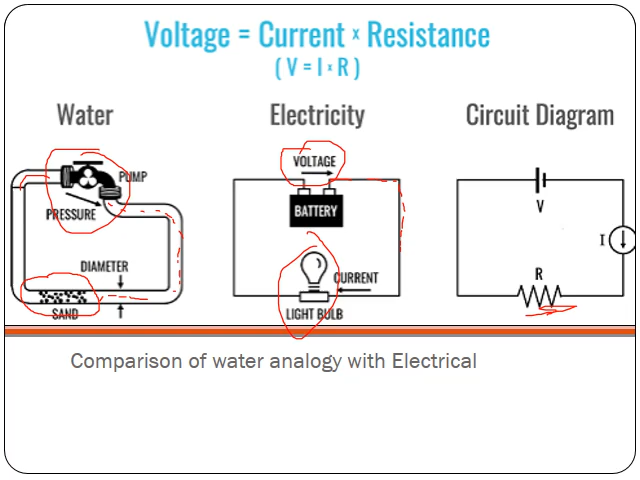 Voltage = Current x Resistance
( V = I x R )
Water
Electricity
Circuit Diagram
PUMP
PRESSURE
DIAMETER
SAND
VOLTAGE
BATTERY
CURRENT
LIGHT BULB
V
I
R
Comparison of water analogy with Electrical